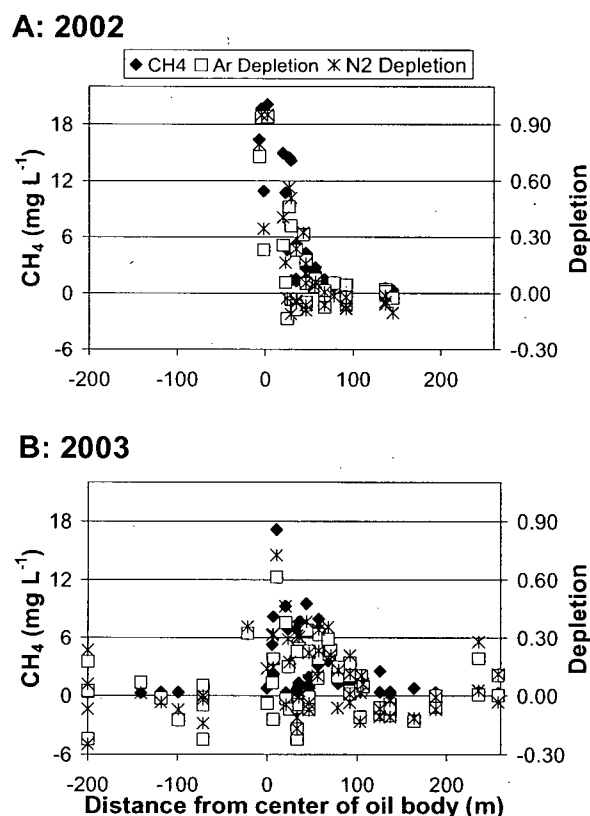 A: 2002
◆ CH4 □ Ar Depletion ✳ N2 Depletion
CH₄ (mg L⁻¹)
18
12
6
0
-6
0.90
0.60
0.30
0.00
-0.30
Depletion
-200 -100 0 100 200
B: 2003
CH₄ (mg L⁻¹)
18
12
6
0
-6
0.90
0.60
0.30
0.00
-0.30
Depletion
-200 -100 0 100 200
Distance from center of oil body (m)